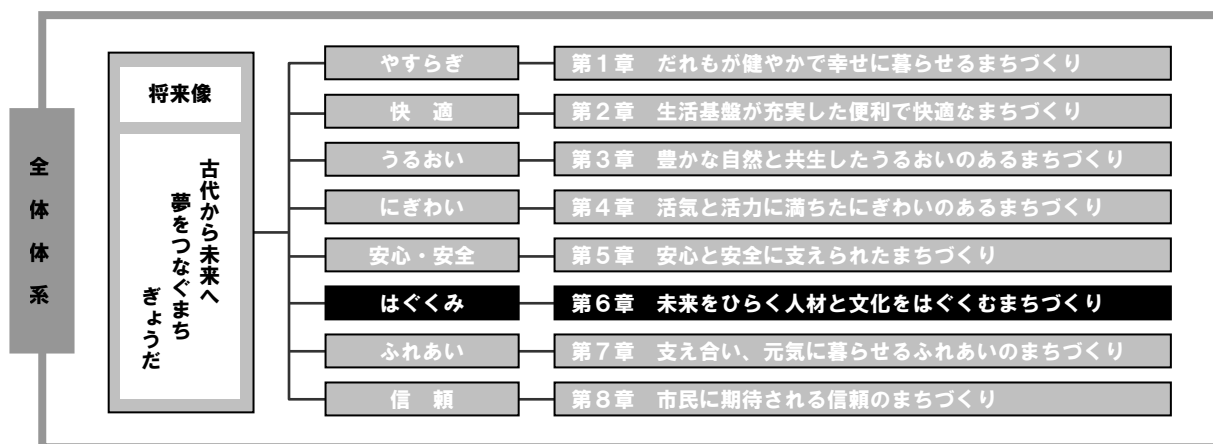 全体体系
将来像
古代から未来へ
夢をつなぐまち
ぎょうだ
やすらぎ 第1章 だれもが健やかで幸せに暮らせるまちづくり
快 適 第2章 生活基盤が充実した便利で快適なまちづくり
うるおい 第3章 豊かな自然と共生したうるおいのあるまちづくり
にぎわい 第4章 活気と活力に満ちたにぎわいのあるまちづくり
安心・安全 第5章 安心と安全に支えられたまちづくり
はぐくみ 第6章 未来をひらく人材と文化をはぐくむまちづくり
ふれあい 第7章 支え合い、元気に暮らせるふれあいのまちづくり
信 頼 第8章 市民に期待される信頼のまちづくり